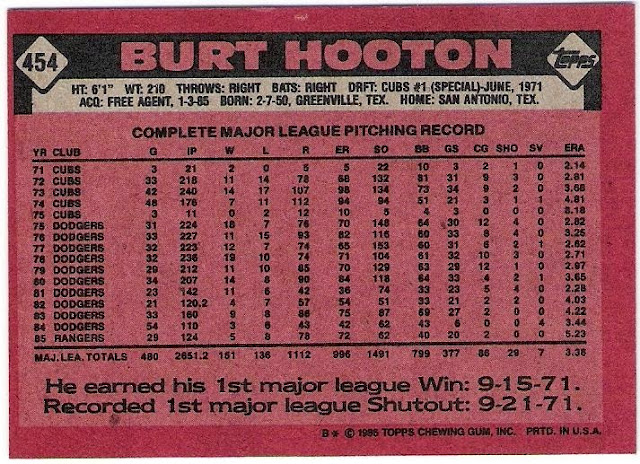 454
BURT HOOTON
topps
HT: 6'1" WT: 210 THROWS: RIGHT BATS: RIGHT DRFT: CUBS #1 (SPECIAL)-JUNE, 1971
ACQ: FREE AGENT, 1-3-85 BORN: 2-7-50, GREENVILLE, TEX. HOME: SAN ANTONIO, TEX.
COMPLETE MAJOR LEAGUE PITCHING RECORD
YR CLUB G IP W L R ER SO BB GS CG SHO SV ERA
71 CUBS 3 21 2 0 5 5 22 10 3 2 1 0 2.14
72 CUBS 33 218 11 14 78 68 132 81 31 9 3 0 2.81
73 CUBS 42 240 14 17 107 98 134 73 34 9 2 0 3.68
74 CUBS 48 176 7 11 112 94 94 51 21 3 1 1 4.81
75 CUBS 3 11 0 2 12 10 5 4 3 0 0 0 8.18
75 DODGERS 31 224 18 7 76 70 148 64 30 12 4 0 2.82
76 DODGERS 33 227 11 15 93 82 116 60 33 8 4 0 3.25
77 DODGERS 32 223 12 7 74 65 153 60 31 6 2 1 2.62
78 DODGERS 32 236 19 10 74 71 104 61 32 10 3 0 2.71
79 DODGERS 29 212 11 10 85 70 129 63 29 12 1 0 2.97
80 DODGERS 34 207 14 8 90 84 118 64 33 4 2 1 3.65
81 DODGERS 23 142 11 6 42 36 74 33 23 5 4 0 2.28
82 DODGERS 21 120.2 4 7 57 54 51 33 21 2 2 0 4.03
83 DODGERS 33 160 9 8 86 75 87 59 27 2 0 0 4.22
84 DODGERS 54 110 3 6 43 42 62 43 6 0 0 4 3.44
85 RANGERS 29 124 5 8 78 72 62 40 20 2 0 0 5.23
MAJ.LEA.TOTALS 480 2651.2 151 136 1112 996 1491 799 377 86 29 7 3.38
He earned his 1st major league Win: 9-15-71.
Recorded 1st major league Shutout: 9-21-71.
B* © 1986 TOPPS CHEWING GUM, INC. PRTD. IN U.S.A.